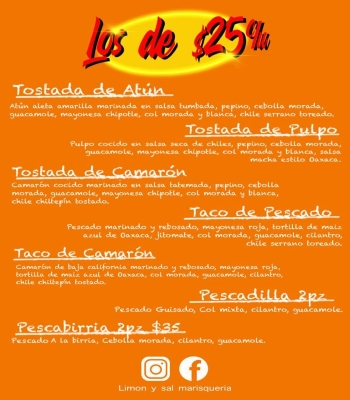 Los de $25 c/u
Tostada de Atún
Atún aleta amarilla marinada en salsa tumbada, pepino, cebolla morada,
guacamole, mayonesa chipotle, col morada y blanca, chile serrano toreado.
Tostada de Pulpo
Pulpo cocido en salsa seca de chiles, pepino, cebolla morada,
guacamole, mayonesa chipotle, col morada y blanca, salsa
macha estilo Oaxaca.
Tostada de Camarón
Camarón cocido marinado en salsa tatemada, pepino, cebolla
morada, guacamole, mayonesa chipotle, col morada y blanca,
chile chiltepín tostado.
Taco de Pescado
Pescado marinado y rebosado, mayonesa roja, tortilla de maiz
azul de Oaxaca, jitomate, col morada, guacamole, cilantro,
chile serrano toreado.
Taco de Camarón
Camarón de baja california marinado y rebosado, mayonesa roja,
tortilla de maiz azul de Oaxaca, col morada, guacamole, cilantro,
chile chiltepín tostado.
Pescadilla 2pz
Pescado Guisado, Col mixta, cilantro, guacamole.
Pescabirria 2pz $35
Pescado A la birria, Cebolla morada, cilantro, guacamole.
Limon y sal marisqueria